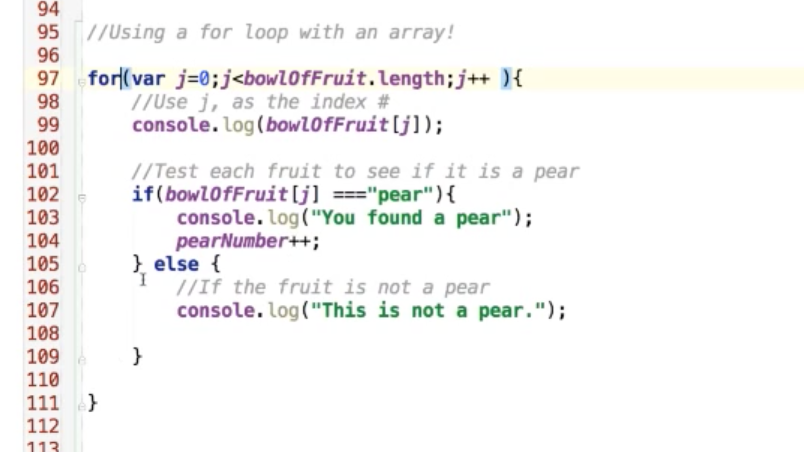 94
95 //Using a for loop with an array!
96
97 for(var j=0;j<bowlOfFruit.length;j++ ){
98 //Use j, as the index #
99 console.log(bowlOfFruit[j]);
100
101 //Test each fruit to see if it is a pear
102 if(bowlOfFruit[j] ==="pear"){
103 console.log("You found a pear");
104 pearNumber++;
105 } else {
106 //If the fruit is not a pear
107 console.log("This is not a pear.");
108
109 }
110
111 }
112
113